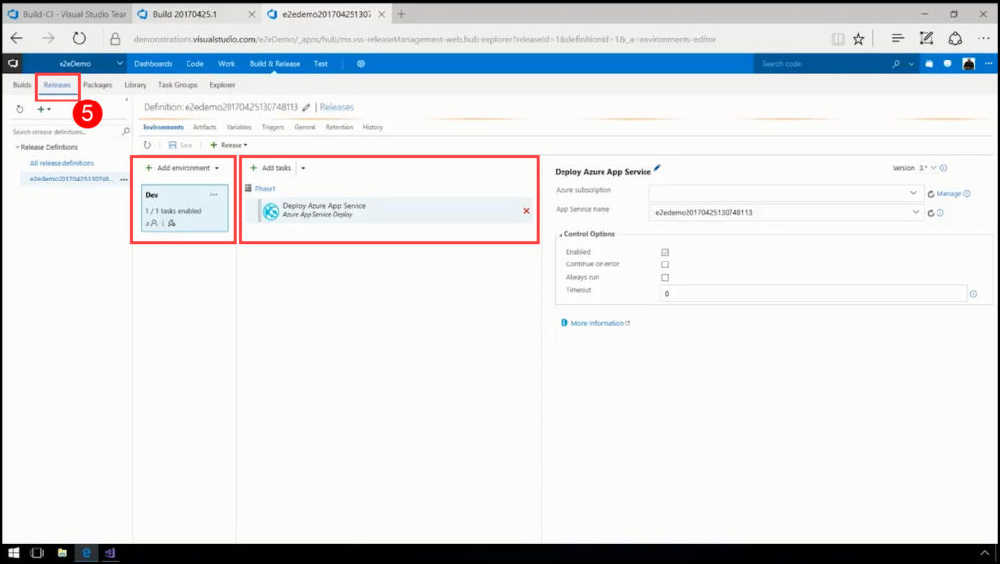 Build-CI - Visual Studio Tear
Build 20170425.1
e2edemo20170425130
demonstrations.visualstudio.com/e2eDemo/_apps/hub/ms.vss-releaseManagement-web.hub-explorer?releaseId=1&definitionId=1&_a=environments-editor
e2eDemo
Dashboards Code Work Build & Release Test
Search code
Builds Releases Packages Library Task Groups Explorer
5
Definition: e2edemo20170425130748113 | Releases
Environments Artifacts Variables Triggers General Retention History
Search release definitions...
Save + Release
Release Definitions
All release definitions
e2edemo20170425130748... ...
+ Add environment
+ Add tasks
Dev ...
1 / 1 tasks enabled
0
Phase1
Deploy Azure App Service
Azure App Service Deploy
Deploy Azure App Service
Version 3.*
Azure subscription
Manage
App Service name
e2edemo20170425130748113
Control Options
Enabled
Continue on error
Always run
Timeout
0
More Information